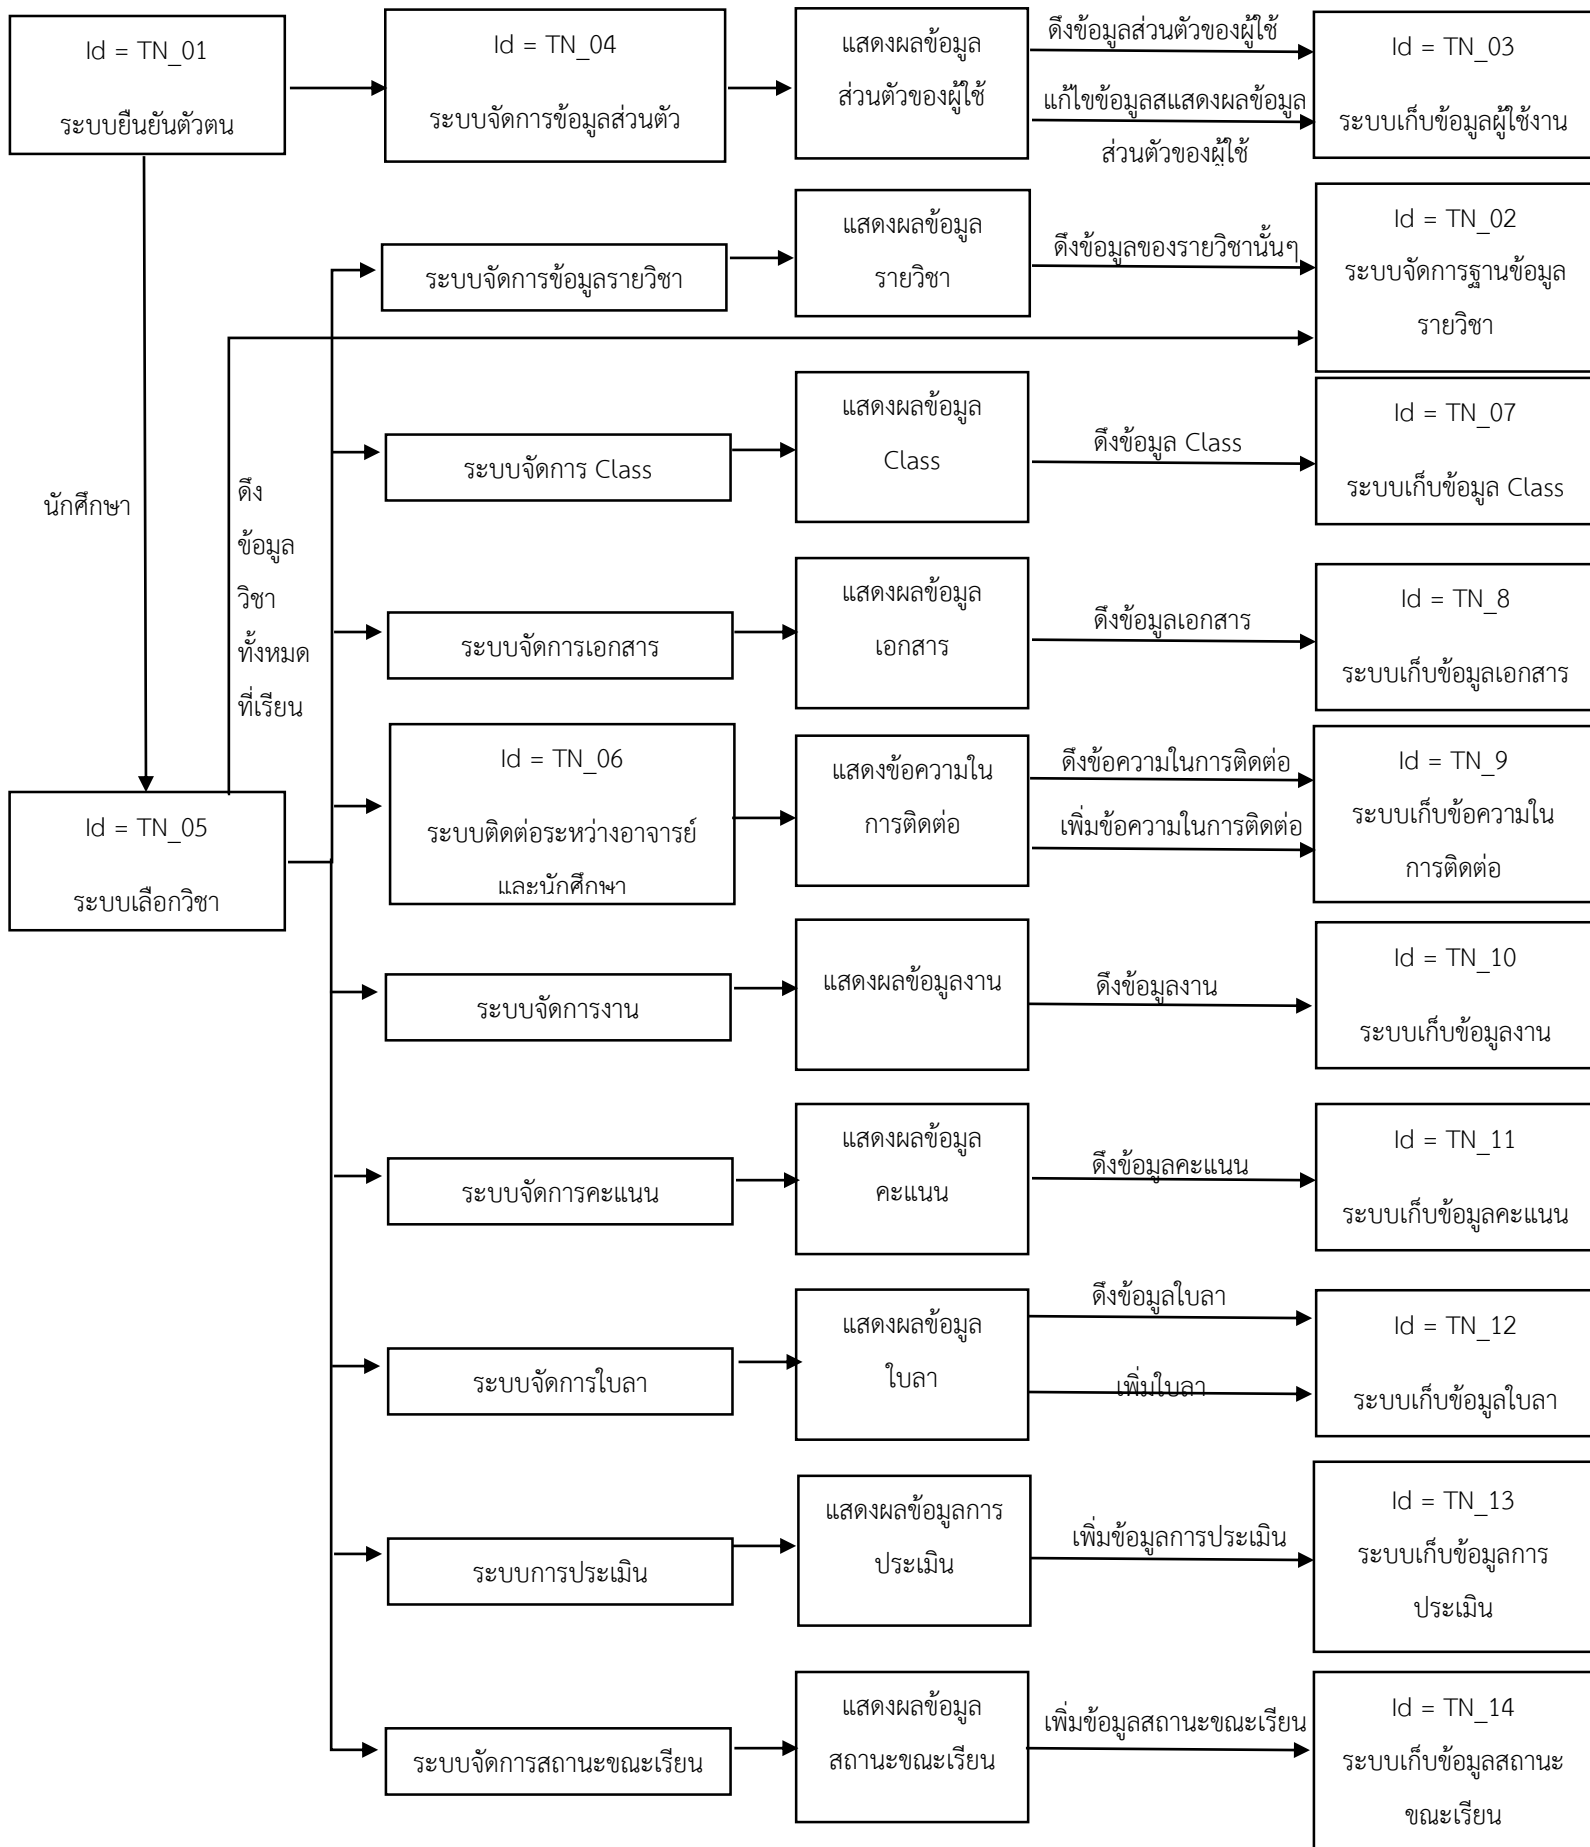 Id = TN_01
ระบบยืนยันตัวตน
Id = TN_04
ระบบจัดการข้อมูลส่วนตัว
แสดงผลข้อมูล
ส่วนตัวของผู้ใช้
ดึงข้อมูลส่วนตัวของผู้ใช้
แก้ไขข้อมูลสแสดงผลข้อมูล
ส่วนตัวของผู้ใช้
Id = TN_03
ระบบเก็บข้อมูลผู้ใช้งาน
ระบบจัดการข้อมูลรายวิชา
แสดงผลข้อมูล
รายวิชา
ดึงข้อมูลของรายวิชานั้นๆ
Id = TN_02
ระบบจัดการฐานข้อมูล
รายวิชา
นักศึกษา
ดึง
ข้อมูล
วิชา
ทั้งหมด
ที่เรียน
ระบบจัดการ Class
แสดงผลข้อมูล
Class
ดึงข้อมูล Class
Id = TN_07
ระบบเก็บข้อมูล Class
ระบบจัดการเอกสาร
แสดงผลข้อมูล
เอกสาร
ดึงข้อมูลเอกสาร
Id = TN_8
ระบบเก็บข้อมูลเอกสาร
Id = TN_05
ระบบเลือกวิชา
Id = TN_06
ระบบติดต่อระหว่างอาจารย์
และนักศึกษา
แสดงข้อความใน
การติดต่อ
ดึงข้อความในการติดต่อ
เพิ่มข้อความในการติดต่อ
Id = TN_9
ระบบเก็บข้อความใน
การติดต่อ
ระบบจัดการงาน
แสดงผลข้อมูลงาน
ดึงข้อมูลงาน
Id = TN_10
ระบบเก็บข้อมูลงาน
ระบบจัดการคะแนน
แสดงผลข้อมูล
คะแนน
ดึงข้อมูลคะแนน
Id = TN_11
ระบบเก็บข้อมูลคะแนน
ระบบจัดการใบลา
แสดงผลข้อมูล
ใบลา
ดึงข้อมูลใบลา
เพิ่มใบลา
Id = TN_12
ระบบเก็บข้อมูลใบลา
ระบบการประเมิน
แสดงผลข้อมูลการ
ประเมิน
เพิ่มข้อมูลการประเมิน
Id = TN_13
ระบบเก็บข้อมูลการ
ประเมิน
ระบบจัดการสถานะขณะเรียน
แสดงผลข้อมูล
สถานะขณะเรียน
เพิ่มข้อมูลสถานะขณะเรียน
Id = TN_14
ระบบเก็บข้อมูลสถานะ
ขณะเรียน